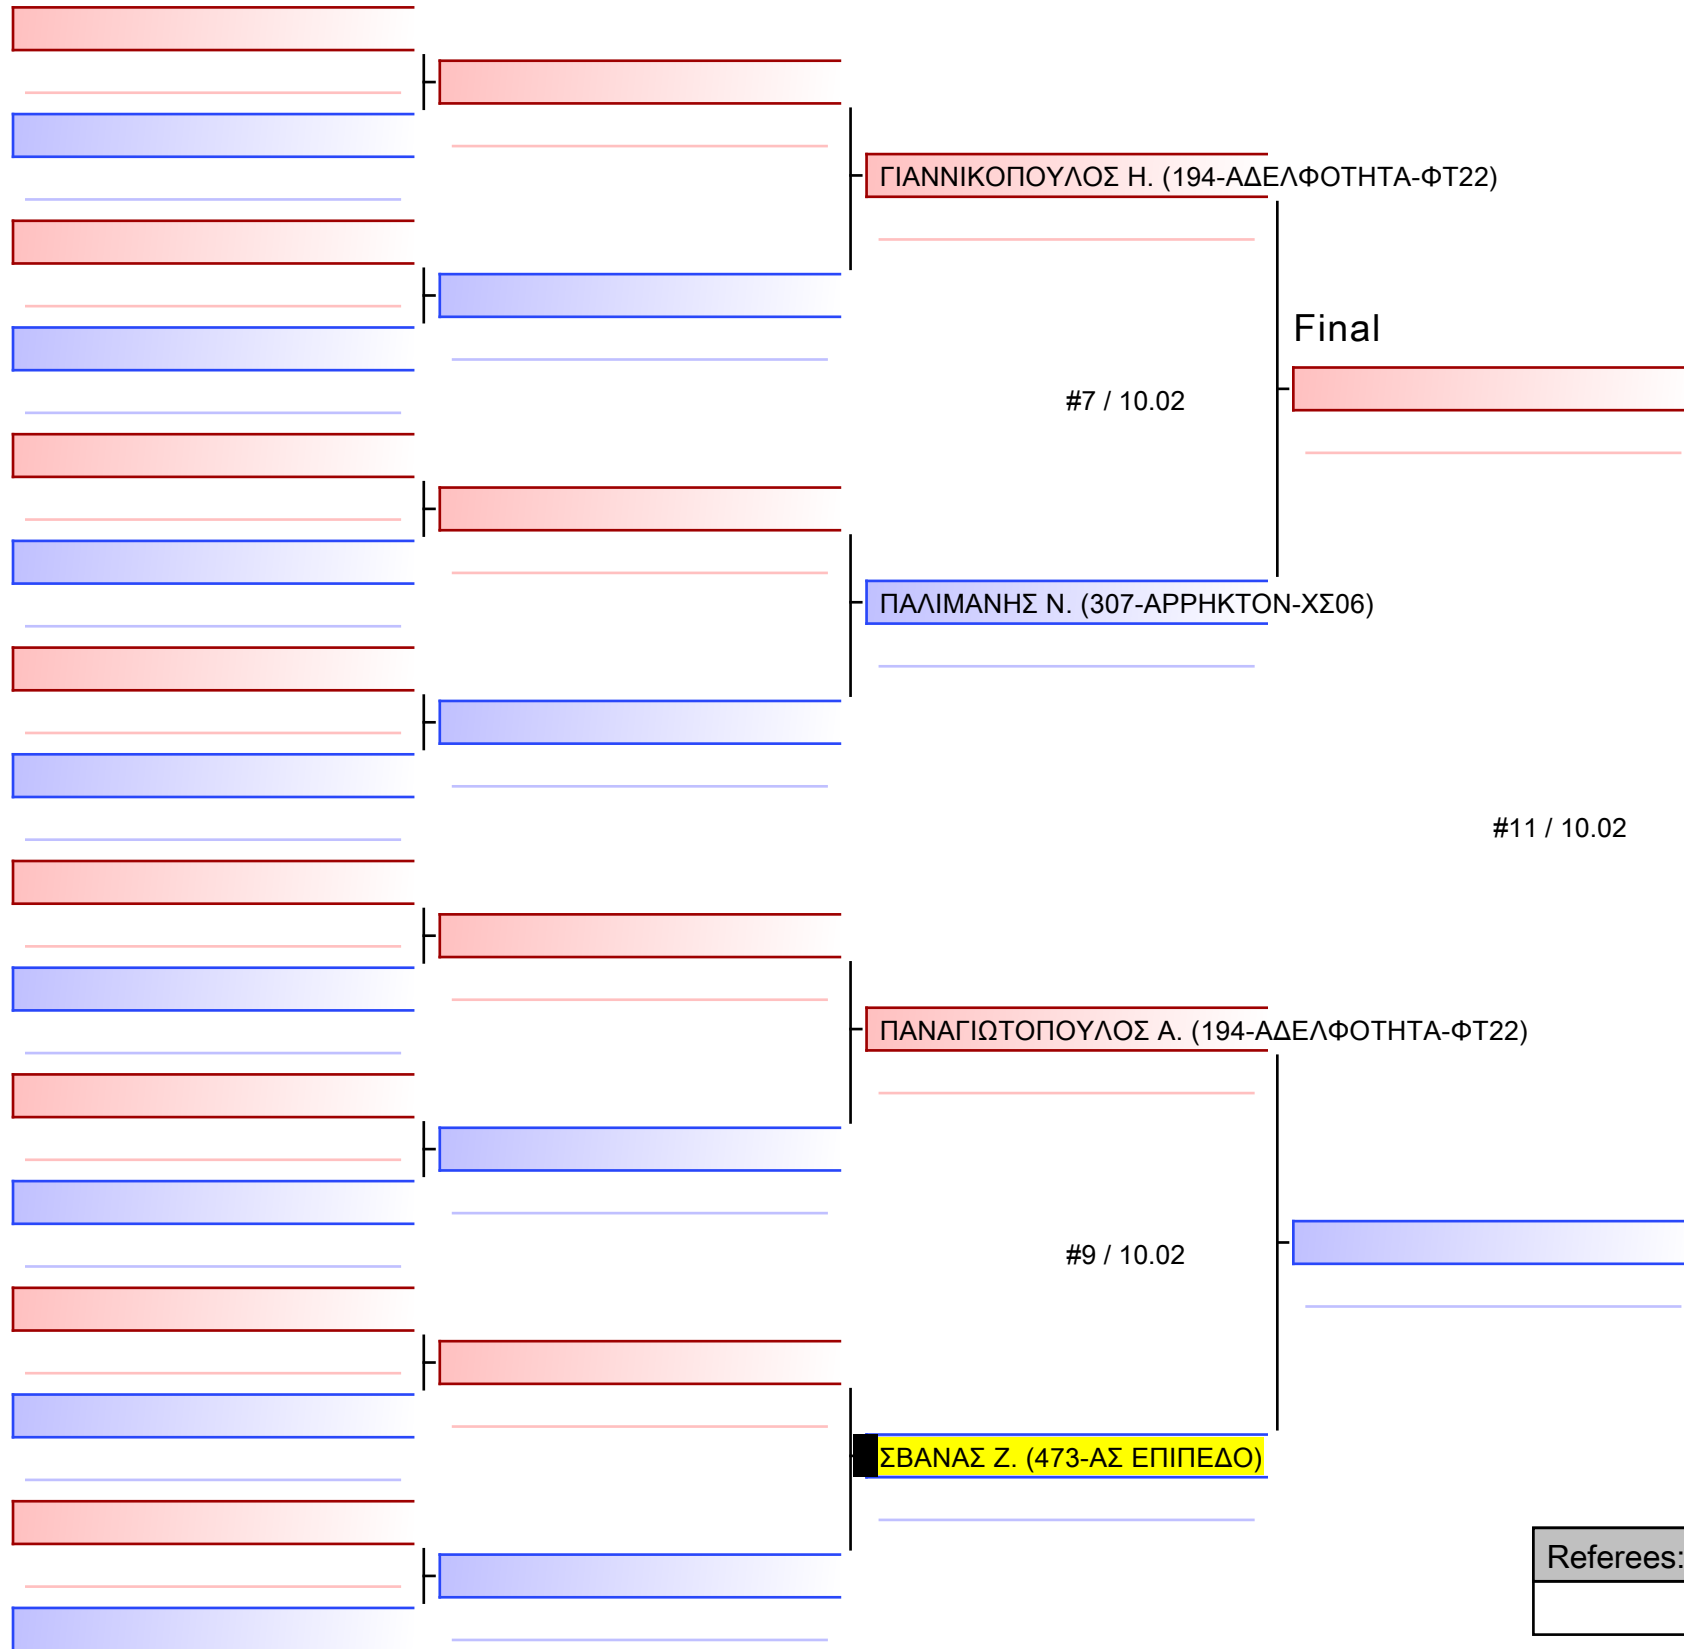 ΓΙΑΝΝΙΚΟΠΟΥΛΟΣ Η. (194-ΑΔΕΛΦΟΤΗΤΑ-ΦΤ22)
Final
#7 / 10.02
ΠΑΛΙΜΑΝΗΣ Ν. (307-ΑΡΡΗΚΤΟΝ-ΧΣ06)
#11 / 10.02
ΠΑΝΑΓΙΩΤΟΠΟΥΛΟΣ Α. (194-ΑΔΕΛΦΟΤΗΤΑ-ΦΤ22)
#9 / 10.02
ΣΒΑΝΑΣ Ζ. (473-ΑΣ ΕΠΙΠΕΔΟ)
Referees: